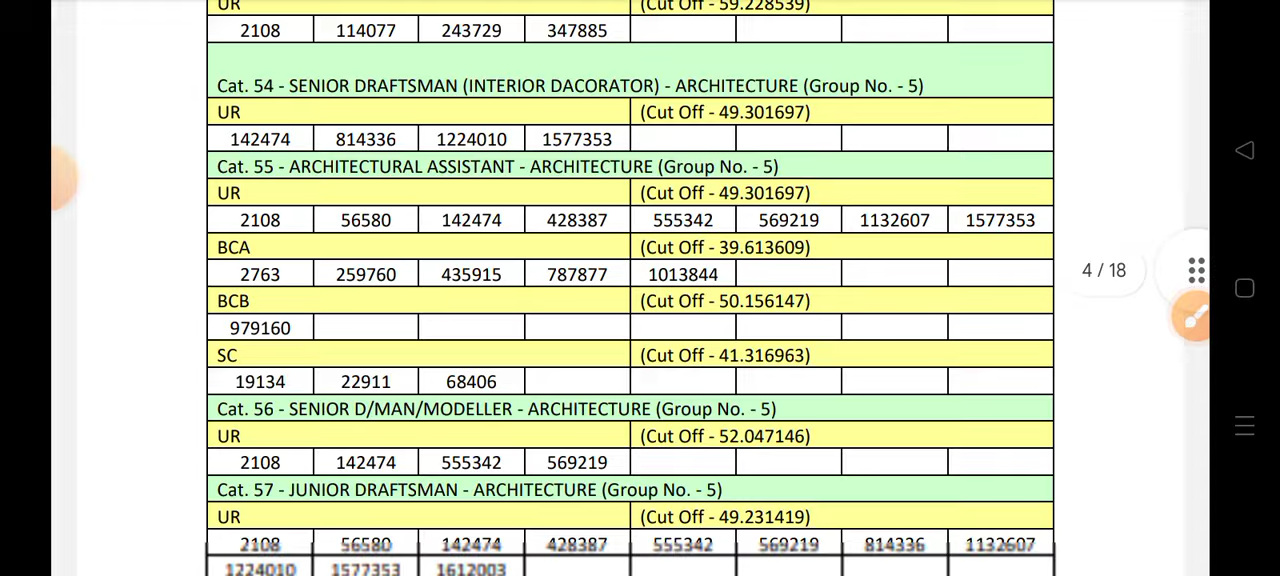 UR (Cut Off - 59.228539)
2108 114077 243729 347885
Cat. 54 - SENIOR DRAFTSMAN (INTERIOR DACORATOR) - ARCHITECTURE (Group No. - 5)
UR (Cut Off - 49.301697)
142474 814336 1224010 1577353
Cat. 55 - ARCHITECTURAL ASSISTANT - ARCHITECTURE (Group No. - 5)
UR (Cut Off - 49.301697)
2108 56580 142474 428387 555342 569219 1132607 1577353
BCA (Cut Off - 39.613609)
2763 259760 435915 787877 1013844
4 / 18
BCB (Cut Off - 50.156147)
979160
SC (Cut Off - 41.316963)
19134 22911 68406
Cat. 56 - SENIOR D/MAN/MODELLER - ARCHITECTURE (Group No. - 5)
UR (Cut Off - 52.047146)
2108 142474 555342 569219
Cat. 57 - JUNIOR DRAFTSMAN - ARCHITECTURE (Group No. - 5)
UR (Cut Off - 49.231419)
2108 56580 142474 428387 555342 569219 814336 1132607
1224010 1577353 1612003